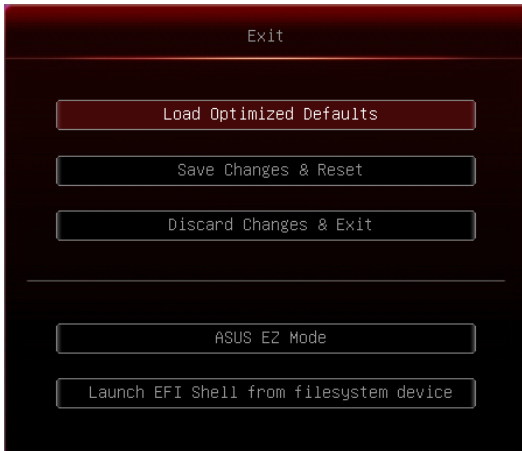 Exit
Load Optimized Defaults
Save Changes & Reset
Discard Changes & Exit
ASUS EZ Mode
Launch EFI Shell from filesystem device